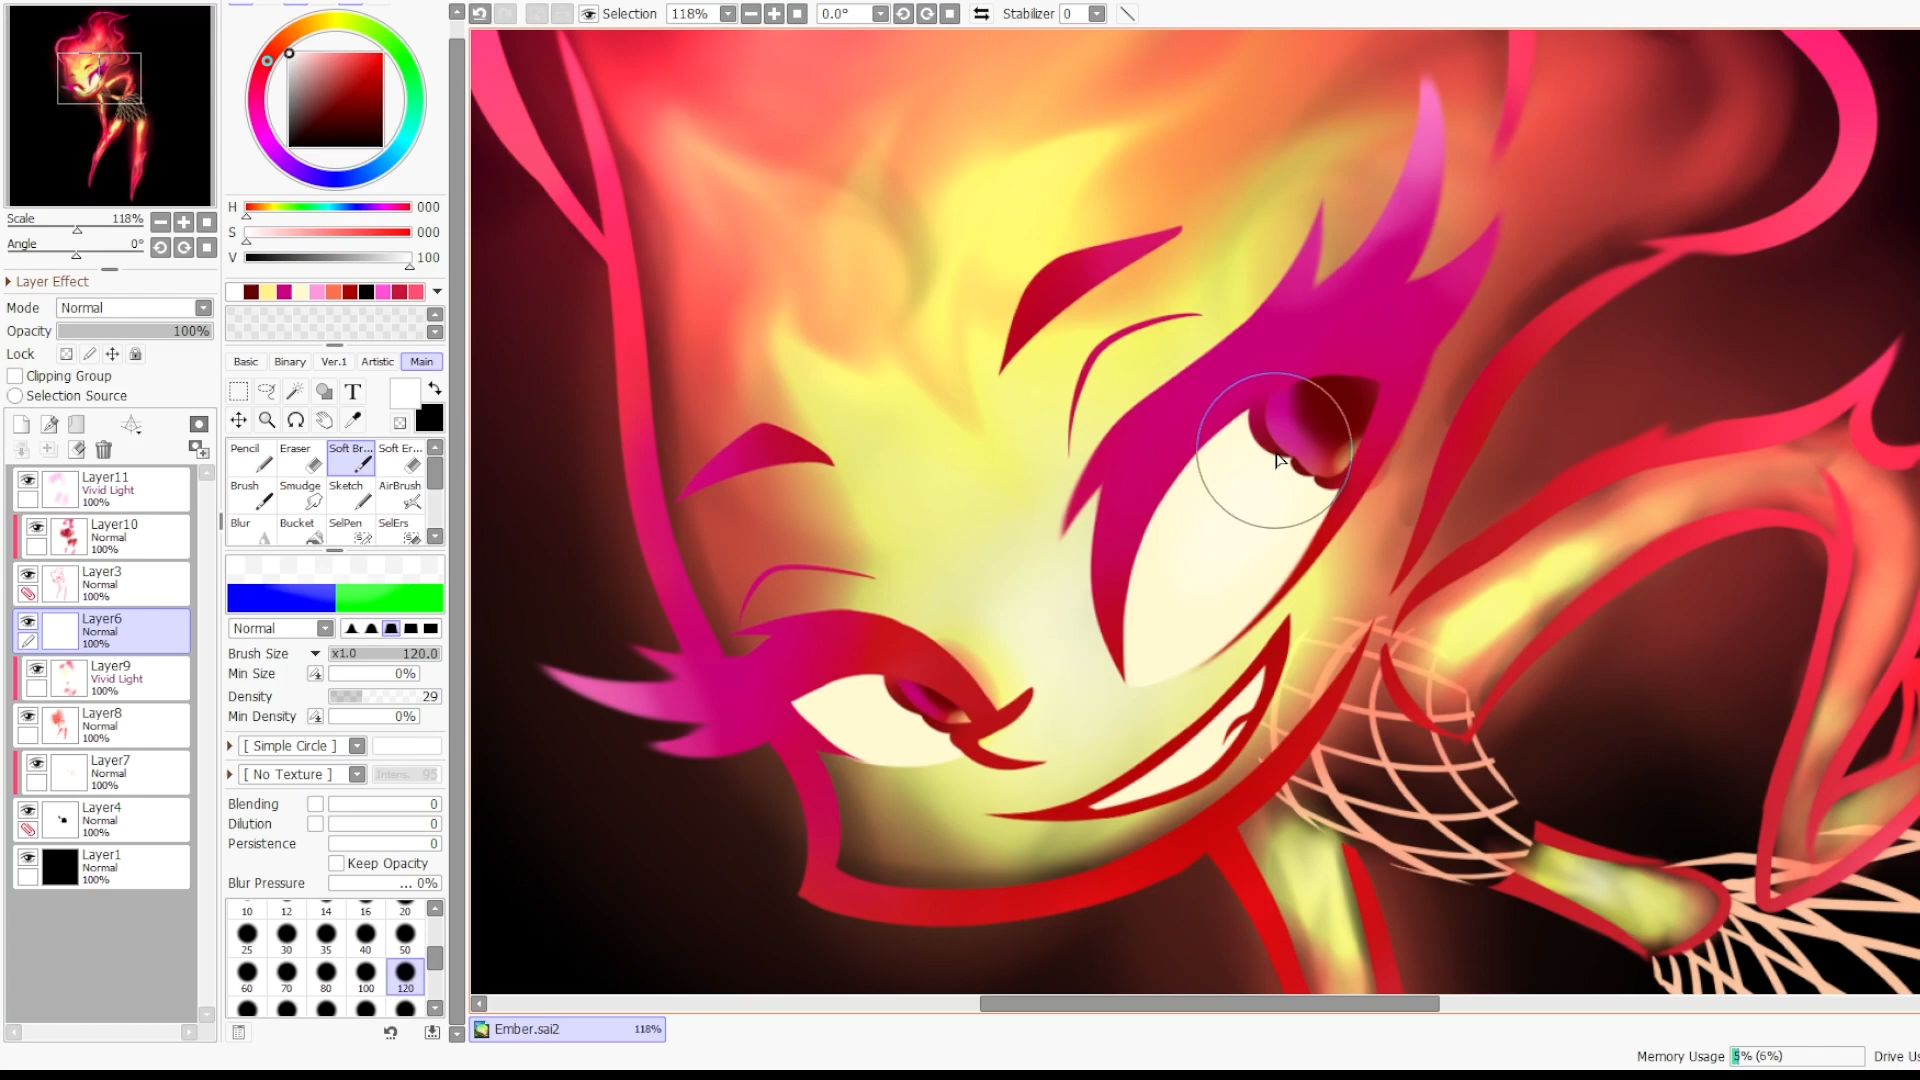 Selection 118% 0.0° Stabilizer 0
Scale 118%
Angle 0°
Layer Effect
Mode Normal
Opacity 100%
Lock
Clipping Group
Selection Source
Layer11
Vivid Light
100%
Layer10
Normal
100%
Layer3
Normal
100%
Layer6
Normal
100%
Layer9
Vivid Light
100%
Layer8
Normal
100%
Layer7
Normal
100%
Layer4
Normal
100%
Layer1
Normal
100%
H 000
S 000
V 100
Basic Binary Ver.1 Artistic Main
T
Pencil Eraser Soft Br... Soft Er...
Brush Smudge Sketch AirBrush
Blur Bucket SelPen SelErs
Normal
Brush Size x1.0 120.0
Min Size 0%
Density 29
Min Density 0%
[ Simple Circle ]
[ No Texture ] Intens. 95
Blending 0
Dilution 0
Persistence 0
Keep Opacity
Blur Pressure ... 0%
10 12 14 16 20
25 30 35 40 50
60 70 80 100 120
Ember.sai2 118%
Memory Usage 5% (6%) Drive Us